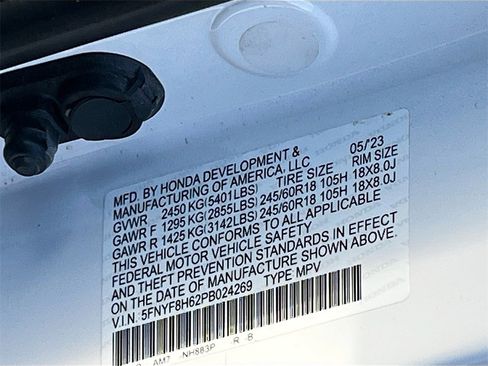 MFD. BY HONDA DEVELOPMENT & 05/'23
MANUFACTURING OF AMERICA, LLC
GVWR 2450 KG(5401LBS) TIRE SIZE RIM SIZE
GAWR F 1295 KG(2855LBS) 245/60R18 105H 18X8.0J
GAWR R 1425 KG(3142LBS) 245/60R18 105H 18X8.0J
THIS VEHICLE CONFORMS TO ALL APPLICABLE
FEDERAL MOTOR VEHICLE SAFETY
AND THEFT PREVENTION STANDARDS IN EFFECT
ON THE DATE OF MANUFACTURE SHOWN ABOVE.
V.I.N. 5FNYF8H62PB024269 TYPE MPV
AM7 NH883P R B